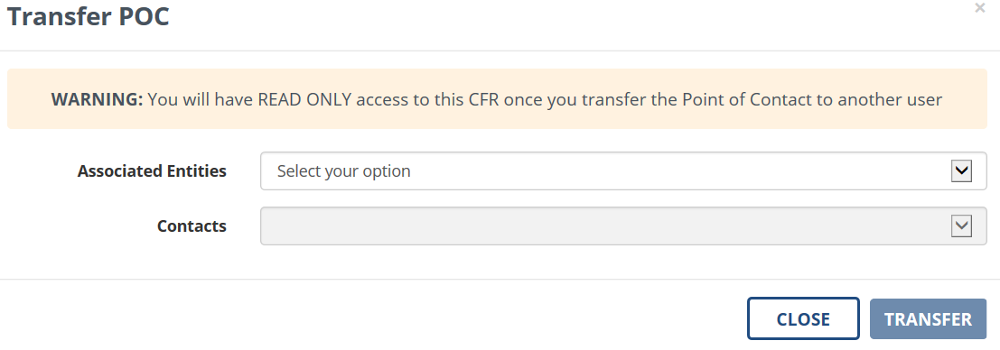 Transfer POC
×
WARNING: You will have READ ONLY access to this CFR once you transfer the Point of Contact to another user
Associated Entities Select your option
Contacts
CLOSE TRANSFER